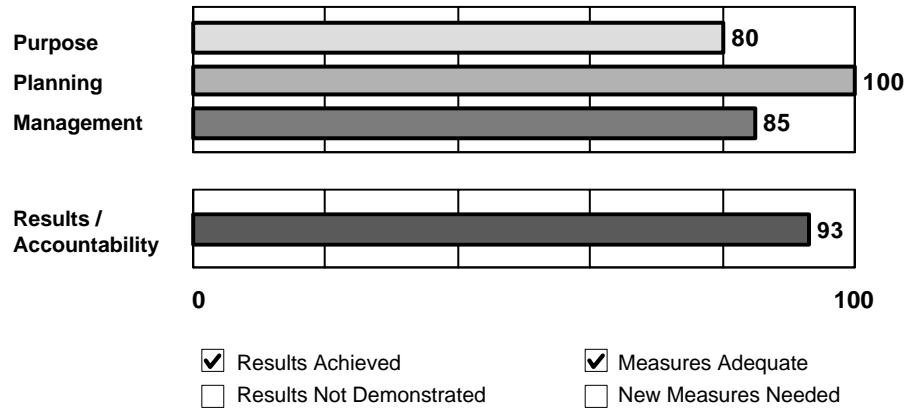 Purpose 80
Planning 100
Management 85
Results /
Accountability 93
0 100
Results Achieved Measures Adequate
Results Not Demonstrated New Measures Needed